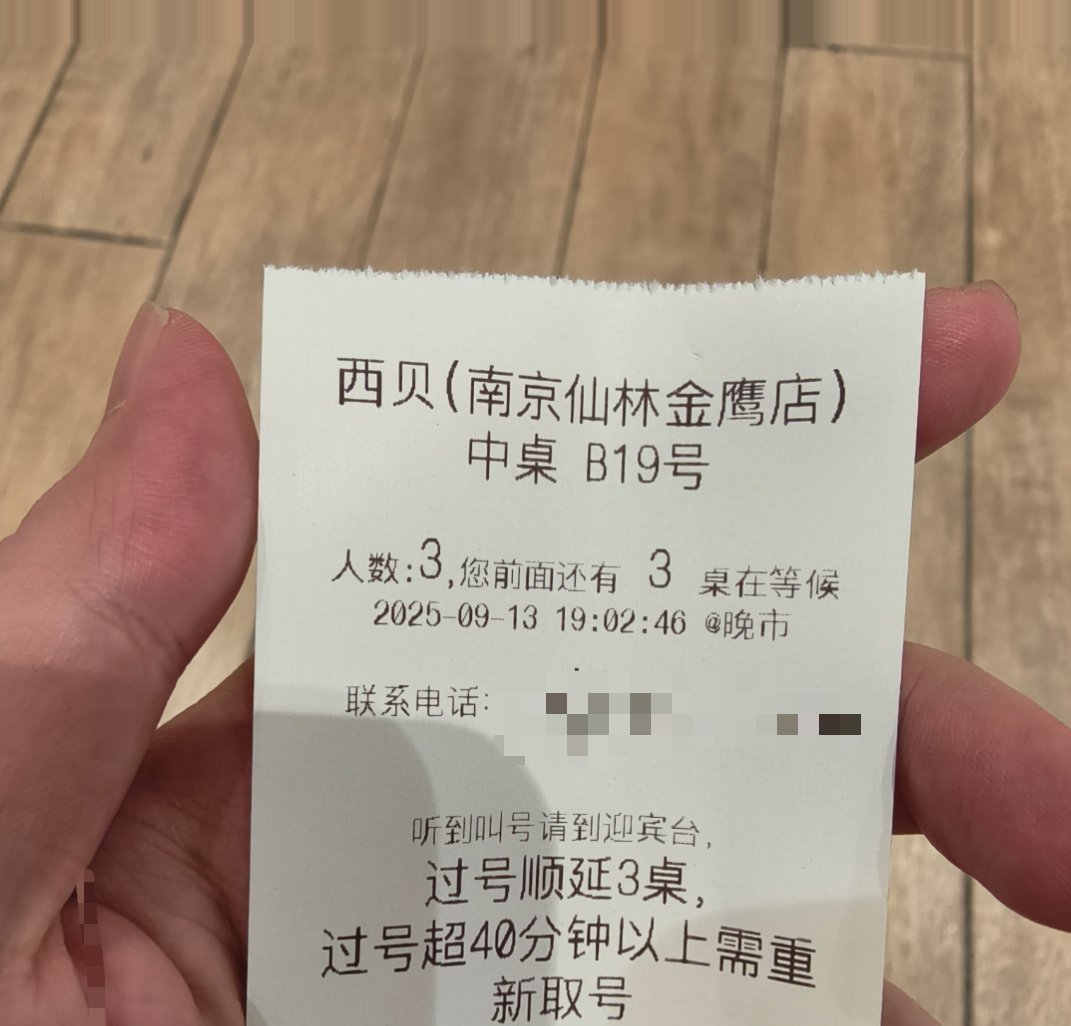 西贝(南京仙林金鹰店)
中桌 B19号
人数:3,您前面还有 3 桌在等候
2025-09-13 19:02:46 @晚市
联系电话:
听到叫号请到迎宾台,
过号顺延3桌,
过号超40分钟以上需重
新取号